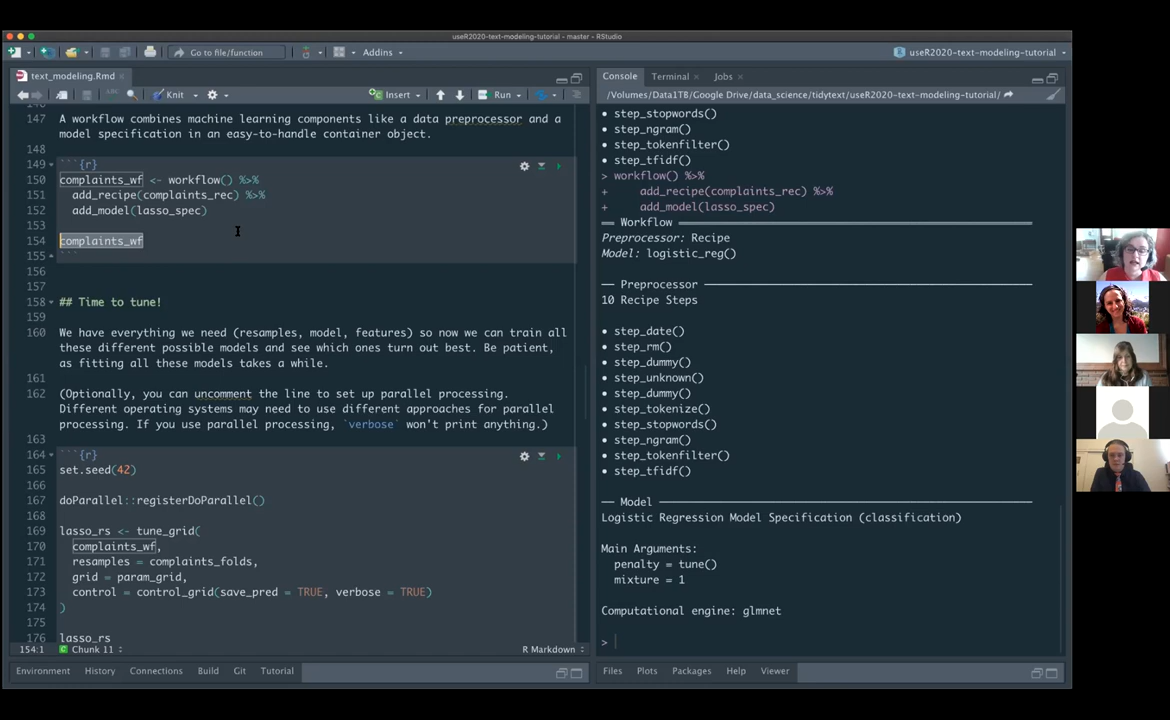 useR2020-text-modeling-tutorial - master - RStudio
Go to file/function
Addins
useR2020-text-modeling-tutorial
text_modeling.Rmd
ABC
Knit
Insert
Run
147 A workflow combines machine learning components like a data preprocessor and a
model specification in an easy-to-handle container object.
148
149 ```{r}
150 complaints_wf <- workflow() %>%
151 add_recipe(complaints_rec) %>%
152 add_model(lasso_spec)
153
154 complaints_wf
155 ```
156
157
158 ## Time to tune!
159
160 We have everything we need (resamples, model, features) so now we can train all
these different possible models and see which ones turn out best. Be patient,
as fitting all these models takes a while.
161
162 (Optionally, you can uncomment the line to set up parallel processing.
Different operating systems may need to use different approaches for parallel
processing. If you use parallel processing, `verbose` won't print anything.)
163
164 ```{r}
165 set.seed(42)
166
167 doParallel::registerDoParallel()
168
169 lasso_rs <- tune_grid(
170 complaints_wf,
171 resamples = complaints_folds,
172 grid = param_grid,
173 control = control_grid(save_pred = TRUE, verbose = TRUE)
174 )
175
176 lasso_rs
154:1 Chunk 11 R Markdown
Environment History Connections Build Git Tutorial
Console Terminal Jobs
/Volumes/Data1TB/Google Drive/data_science/tidytext/useR2020-text-modeling-tutorial/
• step_stopwords()
• step_ngram()
• step_tokenfilter()
• step_tfidf()
> workflow() %>%
+ add_recipe(complaints_rec) %>%
+ add_model(lasso_spec)
══ Workflow
Preprocessor: Recipe
Model: logistic_reg()
── Preprocessor
10 Recipe Steps
• step_date()
• step_rm()
• step_dummy()
• step_unknown()
• step_dummy()
• step_tokenize()
• step_stopwords()
• step_ngram()
• step_tokenfilter()
• step_tfidf()
── Model
Logistic Regression Model Specification (classification)
Main Arguments:
penalty = tune()
mixture = 1
Computational engine: glmnet
>
Files Plots Packages Help Viewer